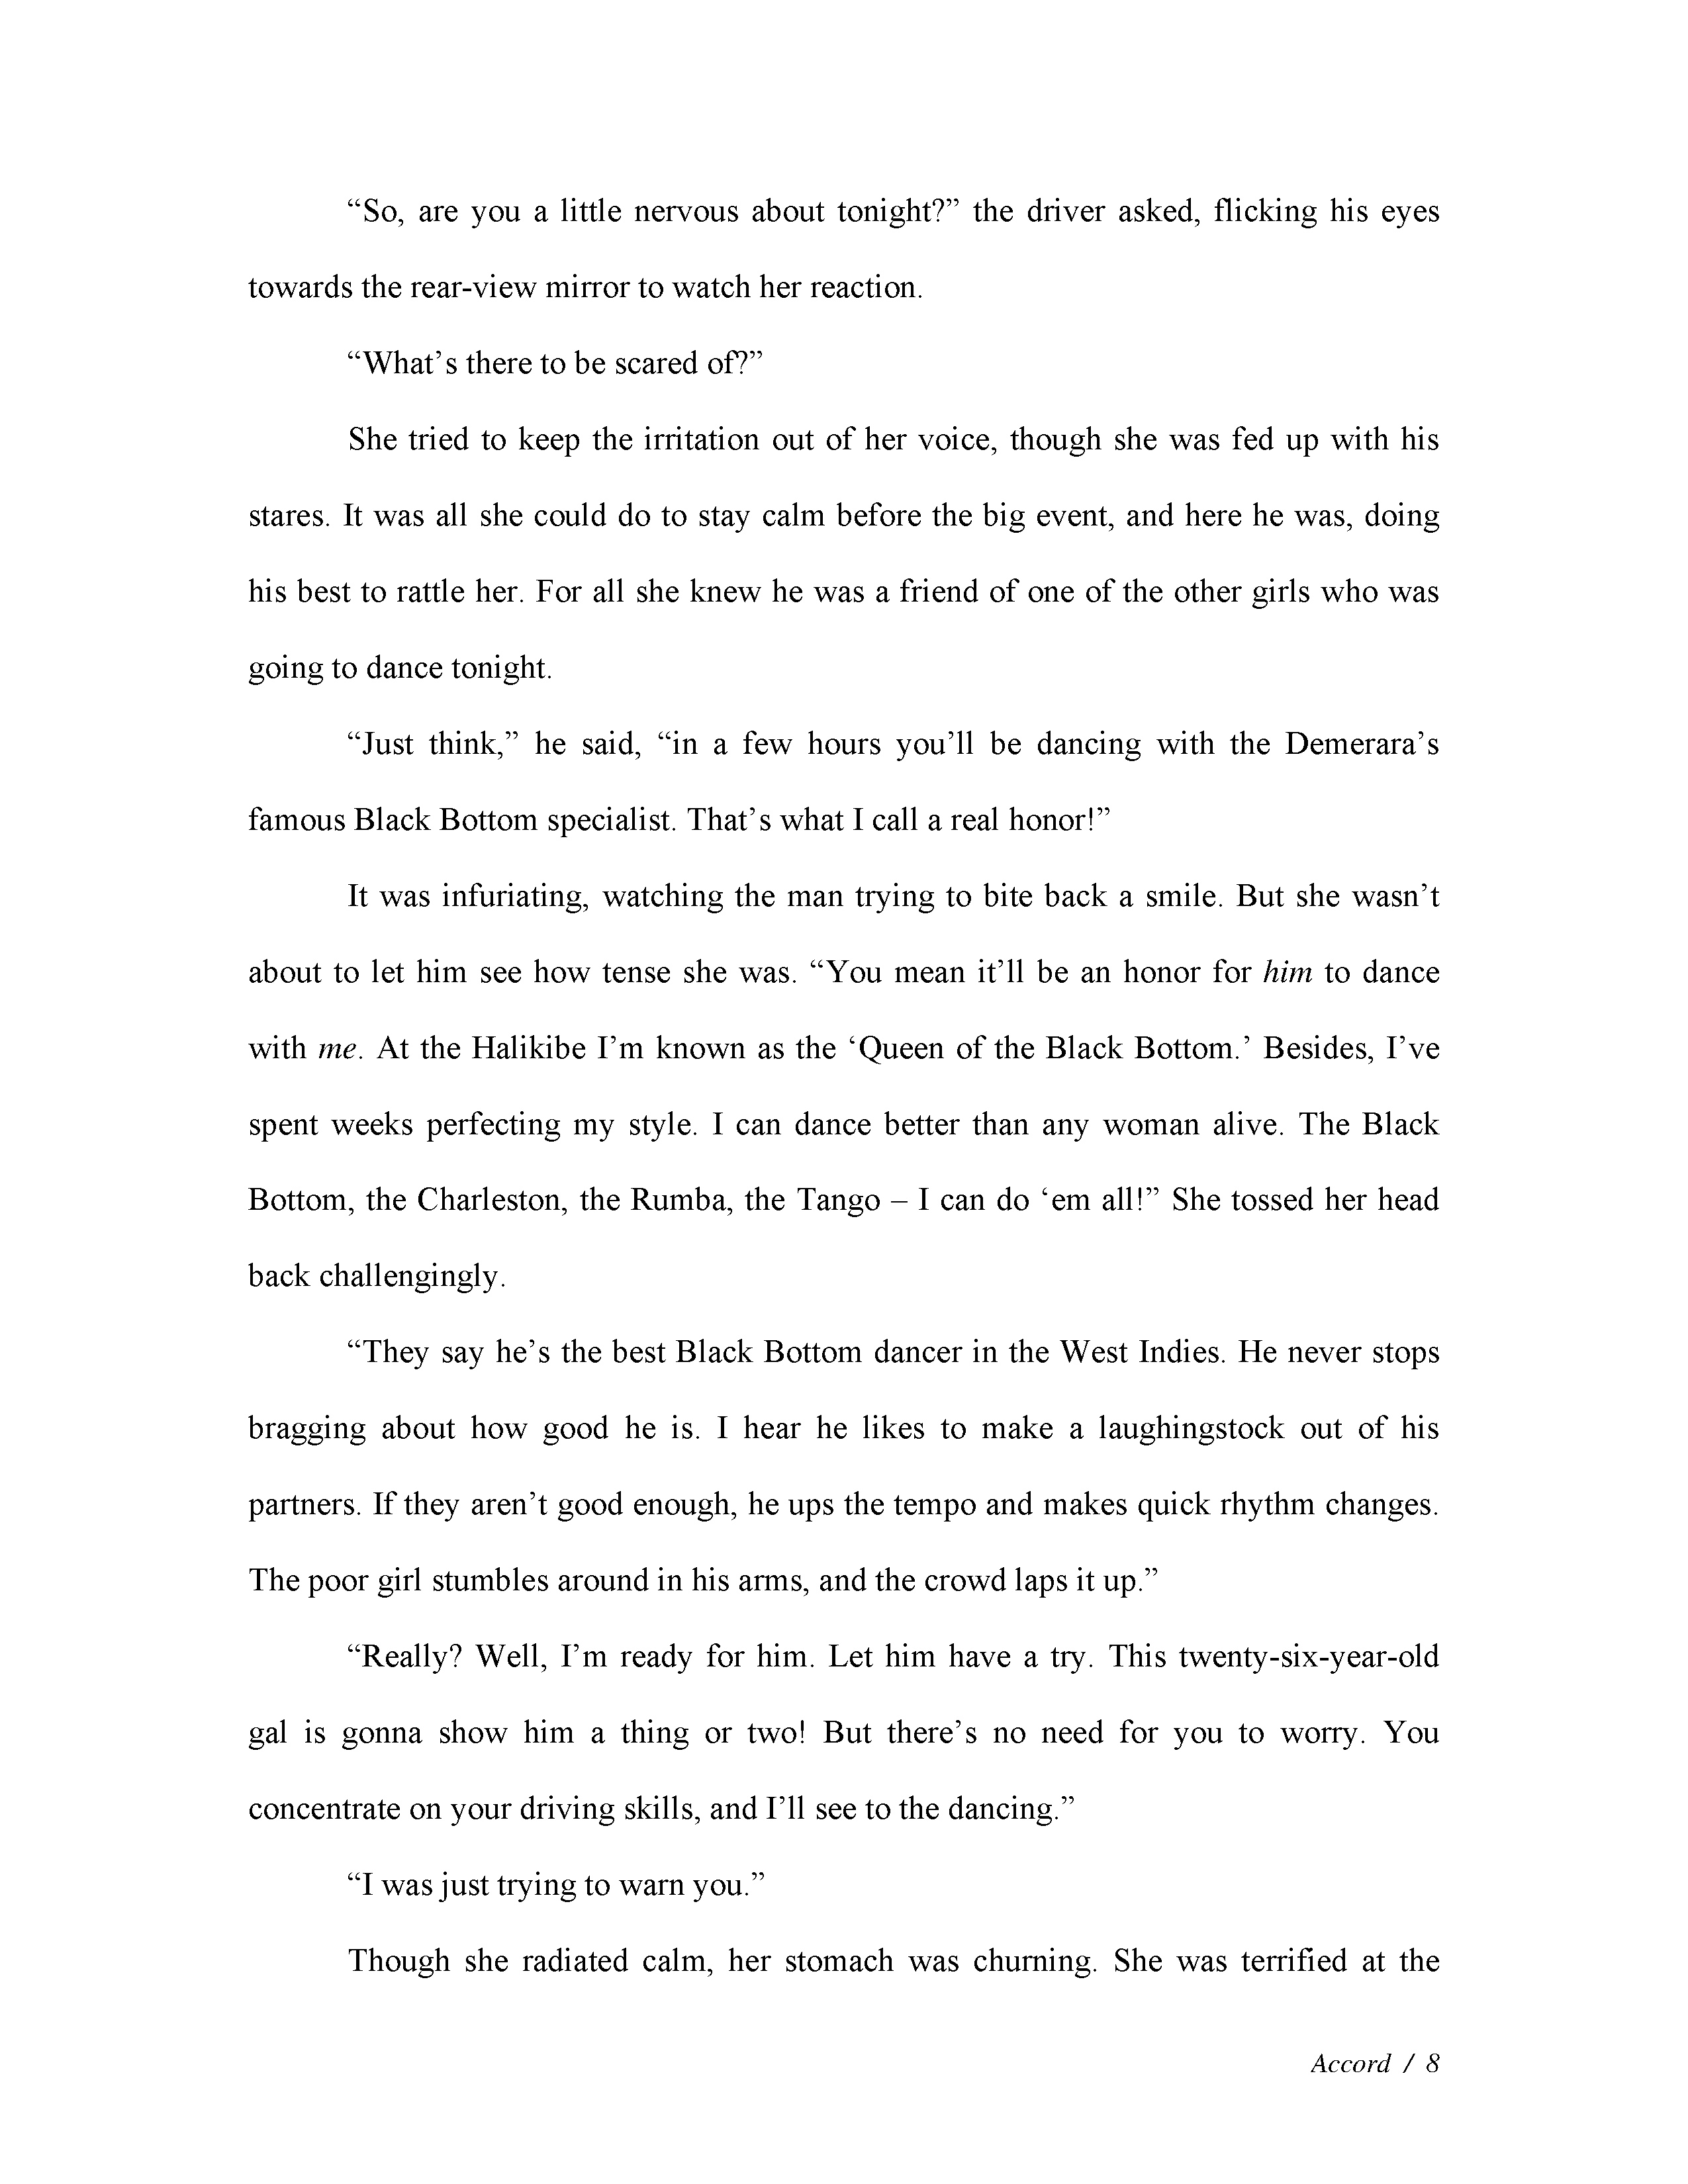 “So, are you a little nervous about tonight?” the driver asked, flicking his eyes
towards the rear-view mirror to watch her reaction.
“What’s there to be scared of?”
She tried to keep the irritation out of her voice, though she was fed up with his
stares. It was all she could do to stay calm before the big event, and here he was, doing
his best to rattle her. For all she knew he was a friend of one of the other girls who was
going to dance tonight.
“Just think,” he said, “in a few hours you’ll be dancing with the Demerara’s
famous Black Bottom specialist. That’s what I call a real honor!”
It was infuriating, watching the man trying to bite back a smile. But she wasn’t
about to let him see how tense she was. “You mean it’ll be an honor for him to dance
with me. At the Halikibe I’m known as the ‘Queen of the Black Bottom.’ Besides, I’ve
spent weeks perfecting my style. I can dance better than any woman alive. The Black
Bottom, the Charleston, the Rumba, the Tango – I can do ‘em all!” She tossed her head
back challengingly.
“They say he’s the best Black Bottom dancer in the West Indies. He never stops
bragging about how good he is. I hear he likes to make a laughingstock out of his
partners. If they aren’t good enough, he ups the tempo and makes quick rhythm changes.
The poor girl stumbles around in his arms, and the crowd laps it up.”
“Really? Well, I’m ready for him. Let him have a try. This twenty-six-year-old
gal is gonna show him a thing or two! But there’s no need for you to worry. You
concentrate on your driving skills, and I’ll see to the dancing.”
“I was just trying to warn you.”
Though she radiated calm, her stomach was churning. She was terrified at the
Accord / 8